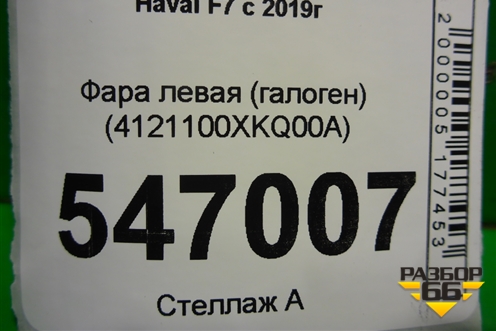 Haval F7 с 2019г
Фара левая (галоген)
(4121100XKQ00A)
547007
Стеллаж А
2000005177453
РАЗБОР
66